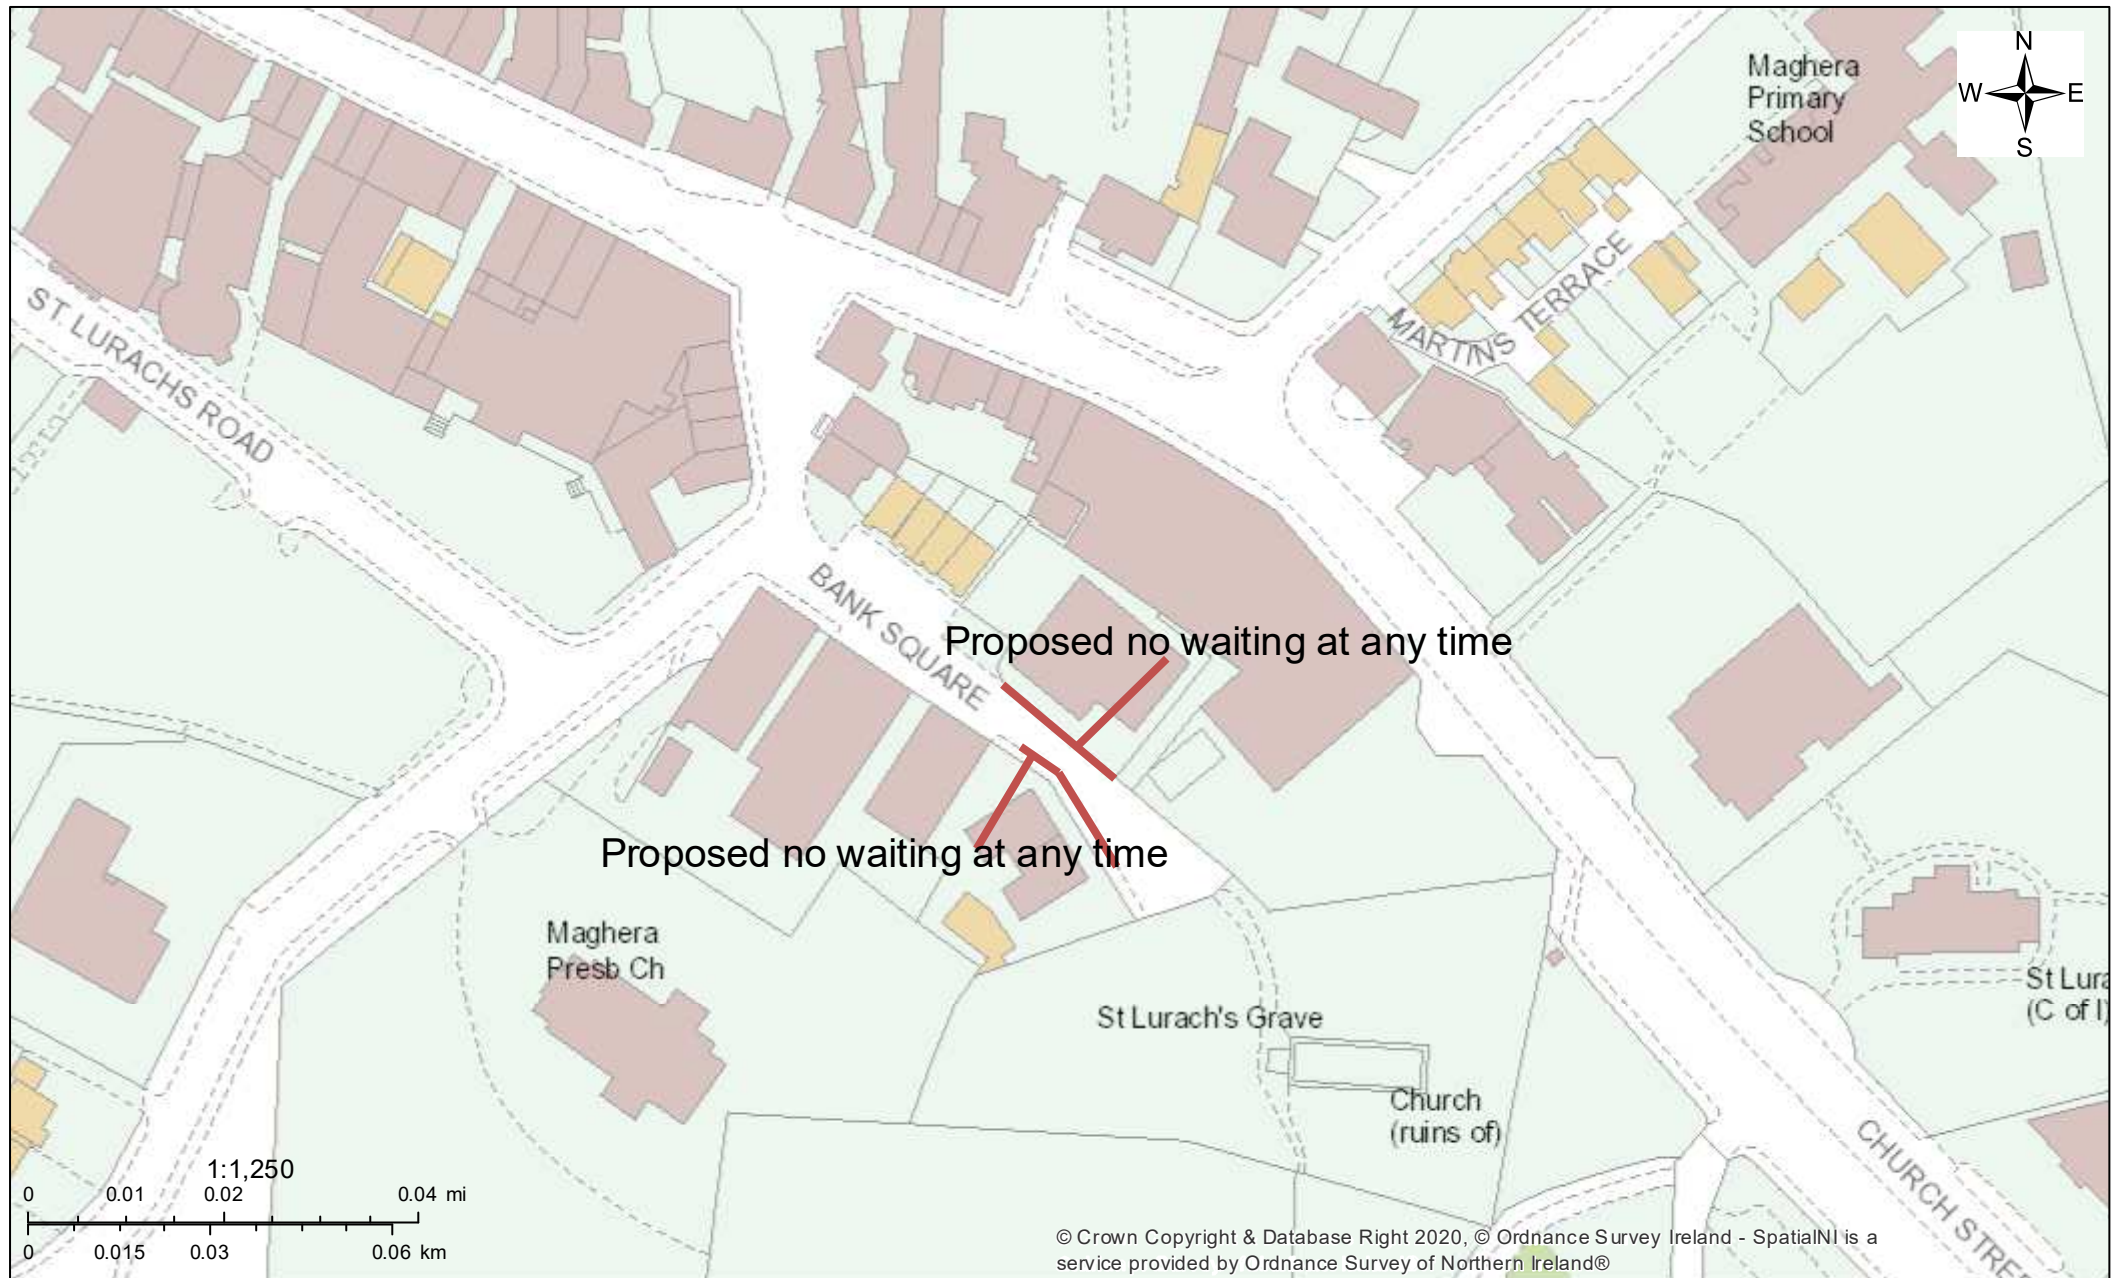 Maghera
Primary
School
N
W E
S
ST LURACHS ROAD
MARTINS TERRACE
BANK SQUARE
Proposed no waiting at any time
Proposed no waiting at any time
Maghera
Presb Ch
St Lurach's Grave
Church
(ruins of)
St Lura
(C of I)
CHURCH STRE
1:1,250
0 0.01 0.02 0.04 mi
0 0.015 0.03 0.06 km
© Crown Copyright & Database Right 2020, © Ordnance Survey Ireland - SpatialNI is a
service provided by Ordnance Survey of Northern Ireland®